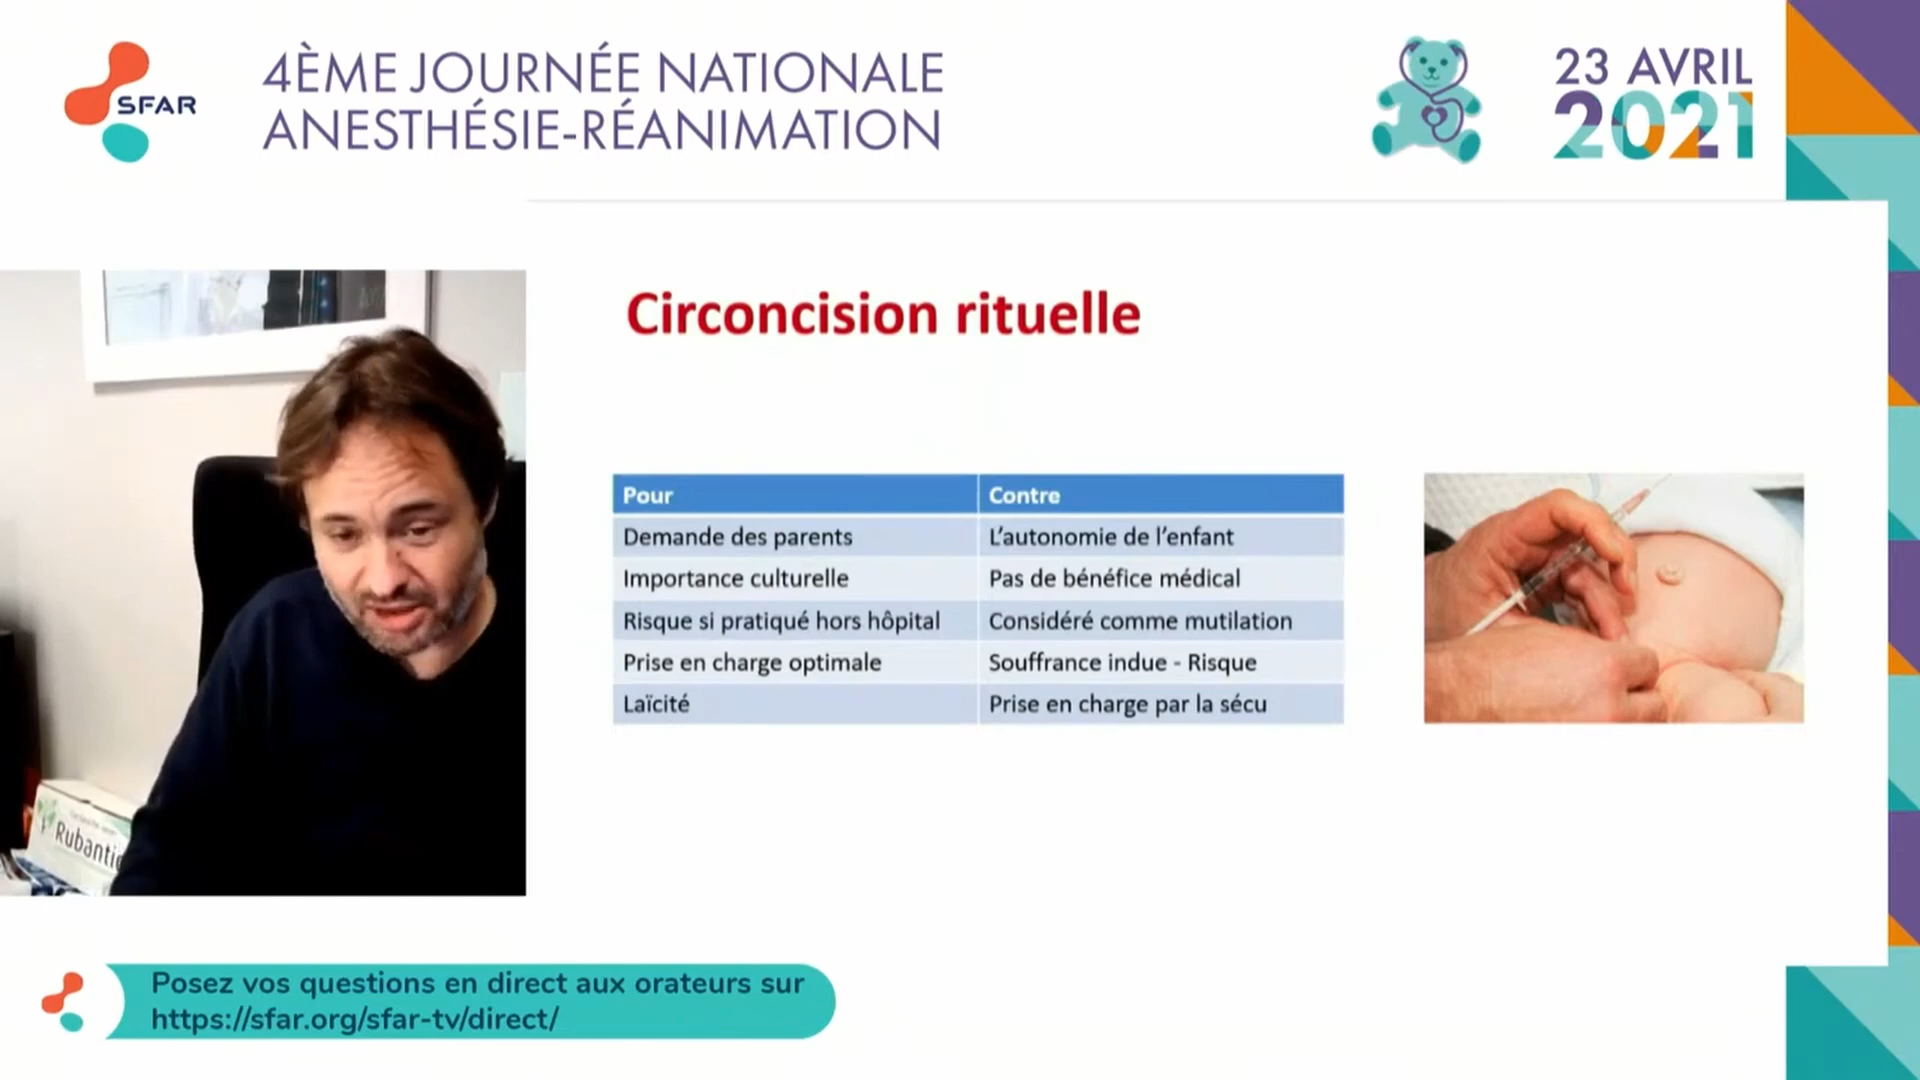 SFAR
4ÈME JOURNÉE NATIONALE
ANESTHÉSIE-RÉANIMATION
23 AVRIL
2021
Circoncision rituelle
Pour Contre
Demande des parents L'autonomie de l'enfant
Importance culturelle Pas de bénéfice médical
Risque si pratiqué hors hôpital Considéré comme mutilation
Prise en charge optimale Souffrance indue - Risque
Laïcité Prise en charge par la sécu
Posez vos questions en direct aux orateurs sur
https://sfar.org/sfar-tv/direct/